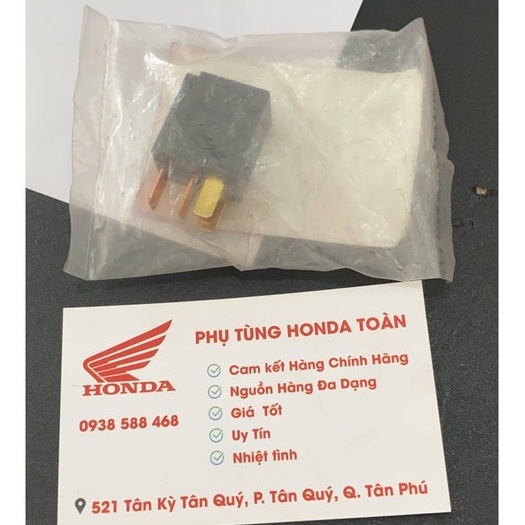 PHỤ TÙNG HONDA TOÀN
HONDA
0938 588 468
Cam kết Hàng Chính Hãng
Nguồn Hàng Đa Dạng
Giá Tốt
Uy Tín
Nhiệt tình
521 Tân Kỳ Tân Quý, P. Tân Quý, Q. Tân Phú